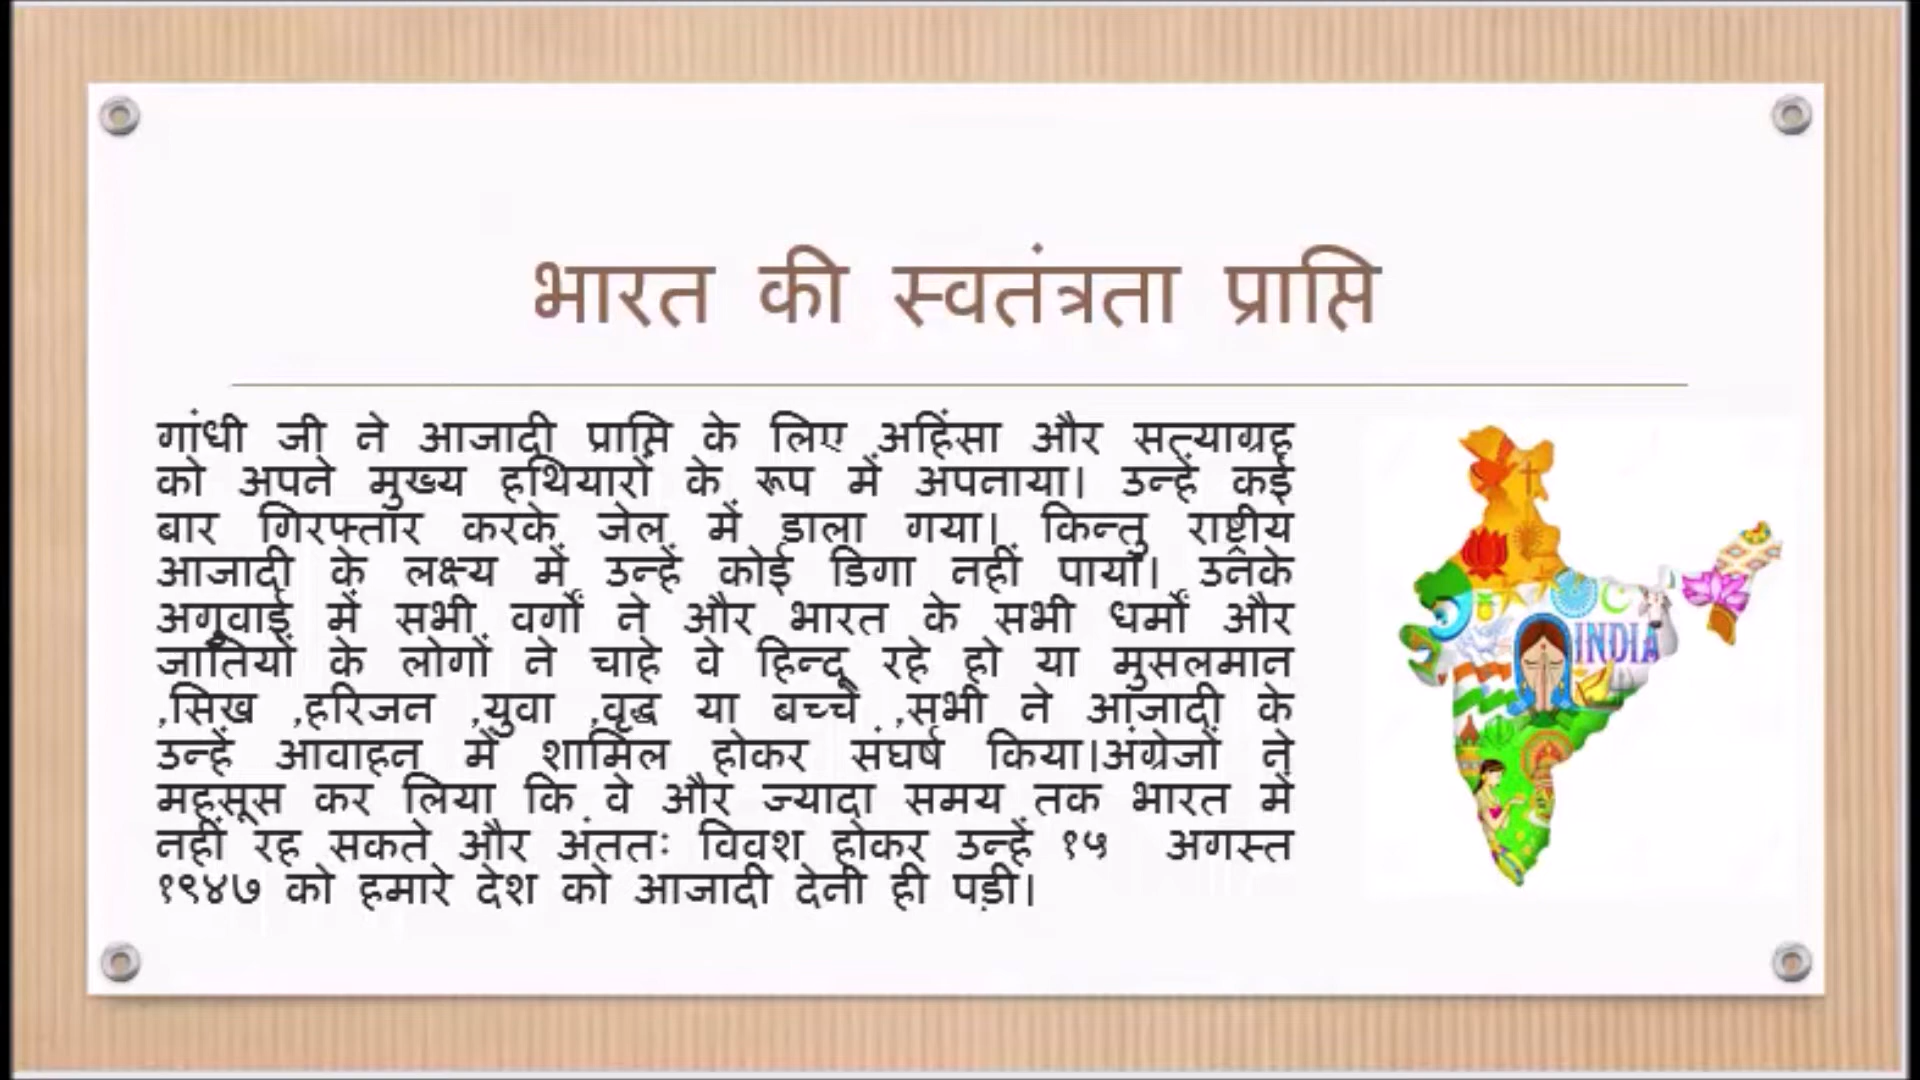 भारत की स्वतंत्रता प्राप्ति
गांधी जी ने आजादी प्राप्ति के लिए अहिंसा और सत्याग्रह
को अपने मुख्य हथियारों के रूप में अपनाया। उन्हें कई
बार गिरफ्तार करके जेल में डाला गया। किन्तु राष्ट्रीय
आजादी के लक्ष्य में उन्हें कोई डिगा नहीं पाया। उनके
अगुवाई में सभी वर्गों ने और भारत के सभी धर्मों और
जातियों के लोगों ने चाहे वे हिन्दू रहे हो या मुसलमान
,सिख ,हरिजन ,युवा ,वृद्ध या बच्चे ,सभी ने आजादी के
उन्हें आवाहन में शामिल होकर संघर्ष किया।अंग्रेजों ने
महसूस कर लिया कि वे और ज्यादा समय तक भारत में
नहीं रह सकते और अंततः विवश होकर उन्हें १५ अगस्त
१९४७ को हमारे देश को आजादी देनी ही पड़ी।
INDIA